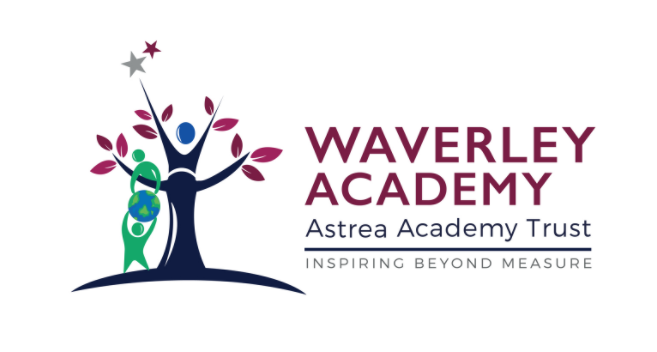 WAVERLEY
ACADEMY
Astrea Academy Trust
INSPIRING BEYOND MEASURE